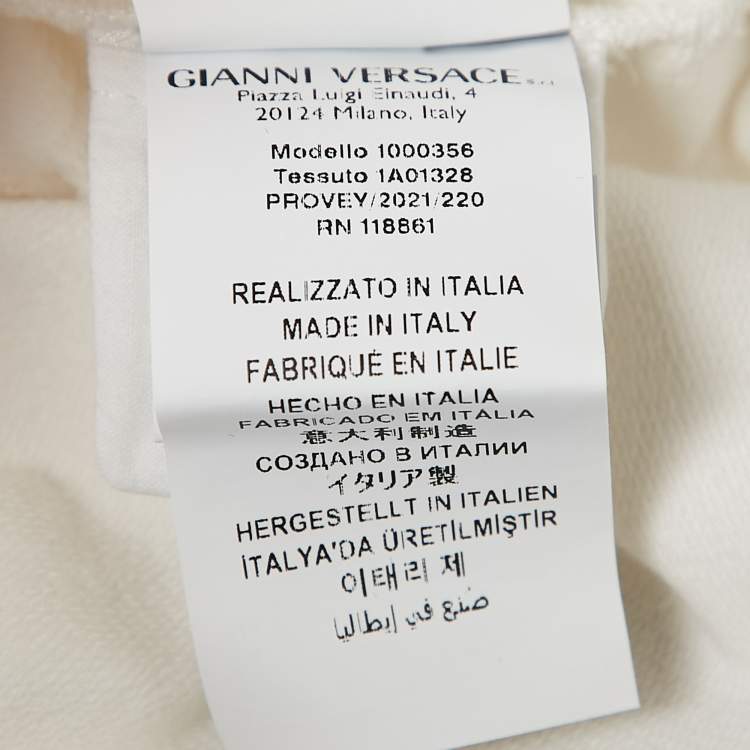 GIANNI VERSACE s.r.l.
Piazza Luigi Einaudi, 4
20124 Milano, Italy
Modello 1000356
Tessuto 1A01328
PROVEY/2021/220
RN 118861
REALIZZATO IN ITALIA
MADE IN ITALY
FABRIQUÉ EN ITALIE
HECHO EN ITALIA
FABRICADO EM ITALIA
意大利制造
СОЗДАНО В ИТАЛИИ
イタリア製
HERGESTELLT IN ITALIEN
İTALYA'DA ÜRETİLMİŞTİR
이태리 제
صنع في إيطاليا